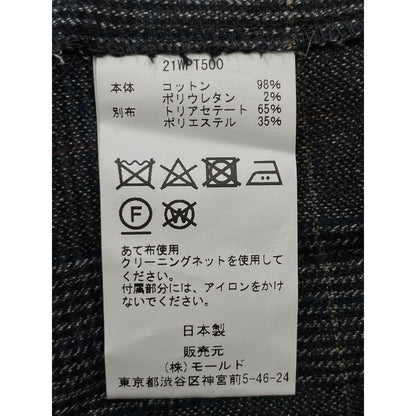 21WPT500
本体 コットン 98%
ポリウレタン 2%
別布 トリアセテート 65%
ポリエステル 35%
F W
あて布使用
クリーニングネットを使用して
ください。
付属部分には、アイロンをかけ
ないでください。
日本製
販売元
(株)モールド
東京都渋谷区神宮前5-46-24